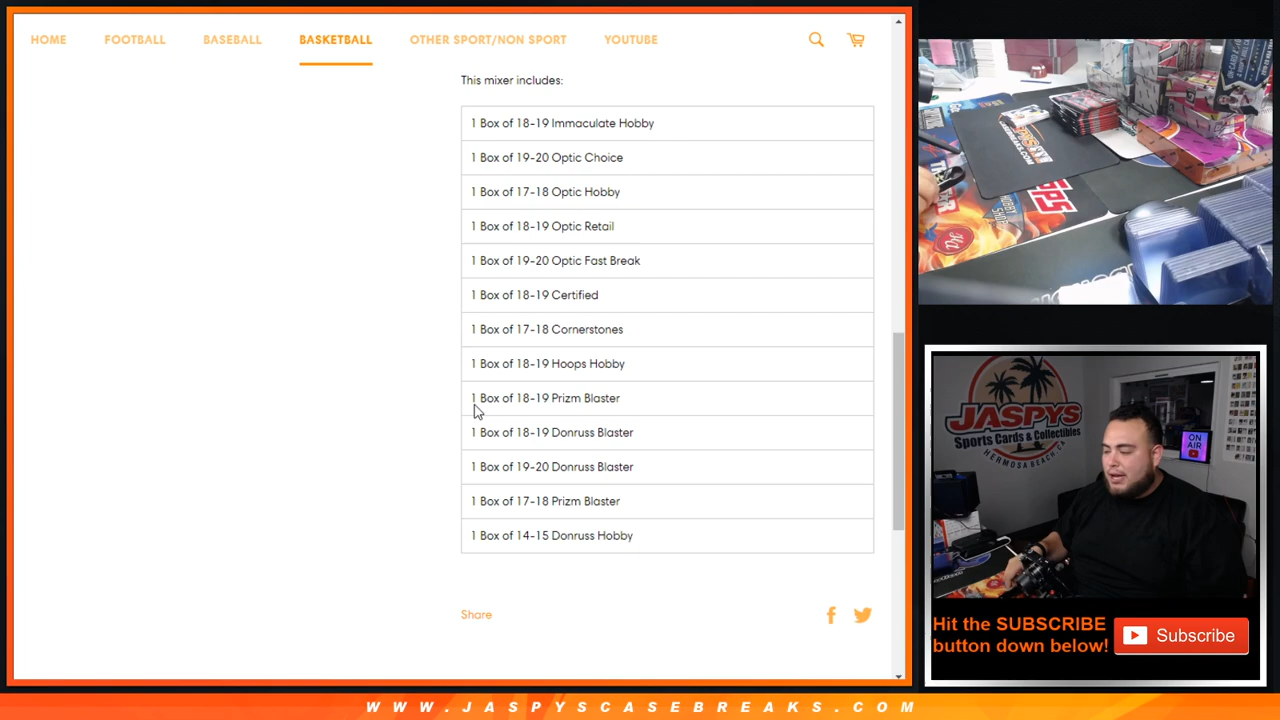 HOME FOOTBALL BASEBALL BASKETBALL OTHER SPORT/NON SPORT YOUTUBE
This mixer includes:
1 Box of 18-19 Immaculate Hobby
1 Box of 19-20 Optic Choice
1 Box of 17-18 Optic Hobby
1 Box of 18-19 Optic Retail
1 Box of 19-20 Optic Fast Break
1 Box of 18-19 Certified
1 Box of 17-18 Cornerstones
1 Box of 18-19 Hoops Hobby
1 Box of 18-19 Prizm Blaster
1 Box of 18-19 Donruss Blaster
1 Box of 19-20 Donruss Blaster
1 Box of 17-18 Prizm Blaster
1 Box of 14-15 Donruss Hobby
Share
JASPYS
Sports Cards & Collectibles
HERMOSA BEACH, CA
ON AIR
Hit the SUBSCRIBE
button down below!
Subscribe
WWW.JASPYSCASEBREAKS.COM